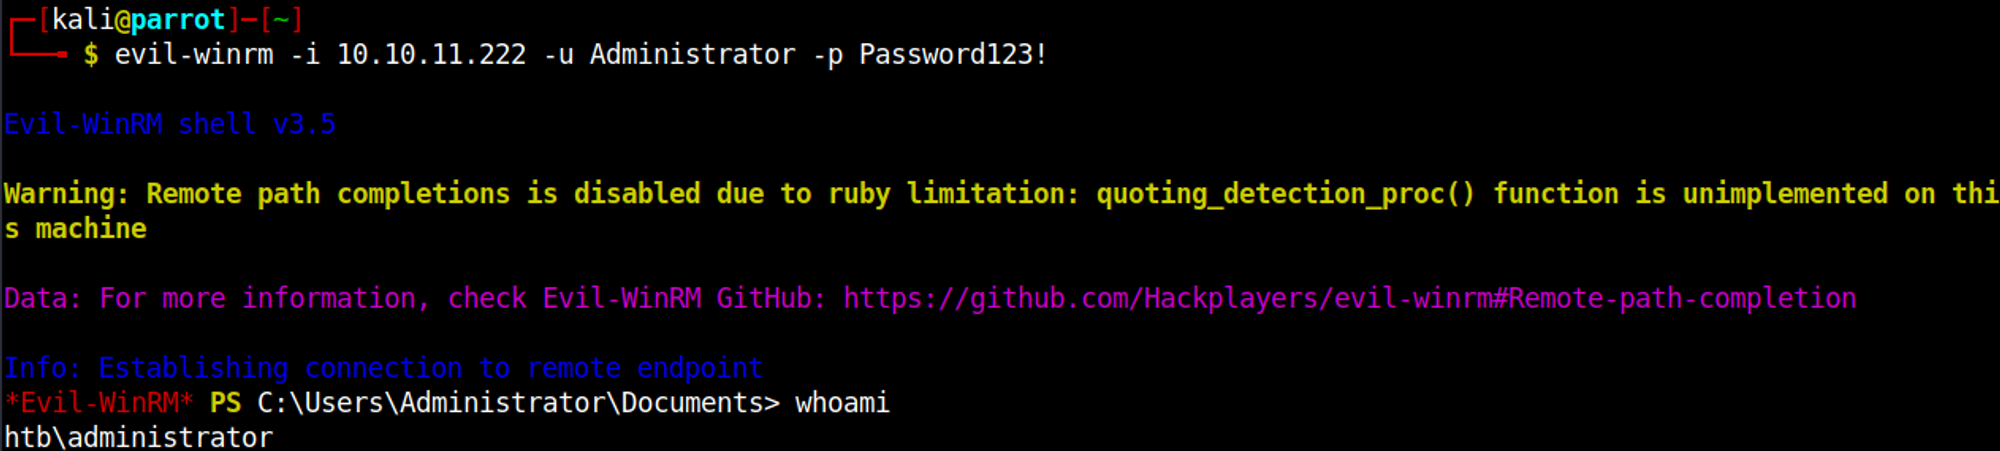 ┌─[kali@parrot]─[~]
└──╼ $ evil-winrm -i 10.10.11.222 -u Administrator -p Password123!
Evil-WinRM shell v3.5
Warning: Remote path completions is disabled due to ruby limitation: quoting_detection_proc() function is unimplemented on thi
s machine
Data: For more information, check Evil-WinRM GitHub: https://github.com/Hackplayers/evil-winrm#Remote-path-completion
Info: Establishing connection to remote endpoint
*Evil-WinRM* PS C:\Users\Administrator\Documents> whoami
htb\administrator